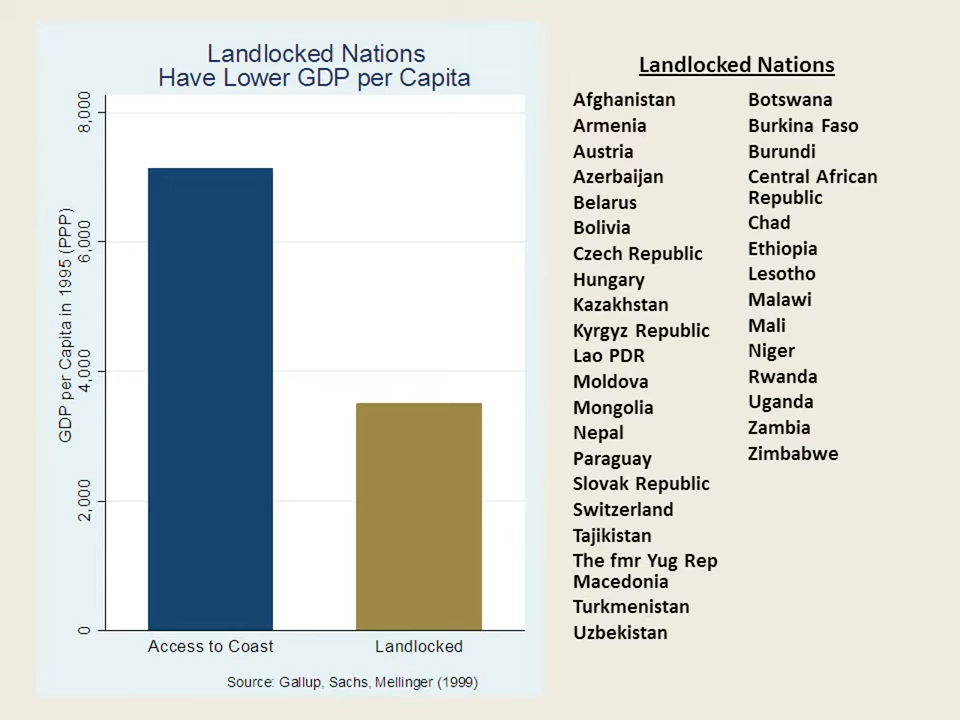 Landlocked Nations
Have Lower GDP per Capita
GDP per Capita in 1995 (PPP)
8,000
6,000
4,000
2,000
0
Access to Coast
Landlocked
Source: Gallup, Sachs, Mellinger (1999)
Landlocked Nations
Afghanistan
Armenia
Austria
Azerbaijan
Belarus
Bolivia
Czech Republic
Hungary
Kazakhstan
Kyrgyz Republic
Lao PDR
Moldova
Mongolia
Nepal
Paraguay
Slovak Republic
Switzerland
Tajikistan
The fmr Yug Rep
Macedonia
Turkmenistan
Uzbekistan
Botswana
Burkina Faso
Burundi
Central African
Republic
Chad
Ethiopia
Lesotho
Malawi
Mali
Niger
Rwanda
Uganda
Zambia
Zimbabwe